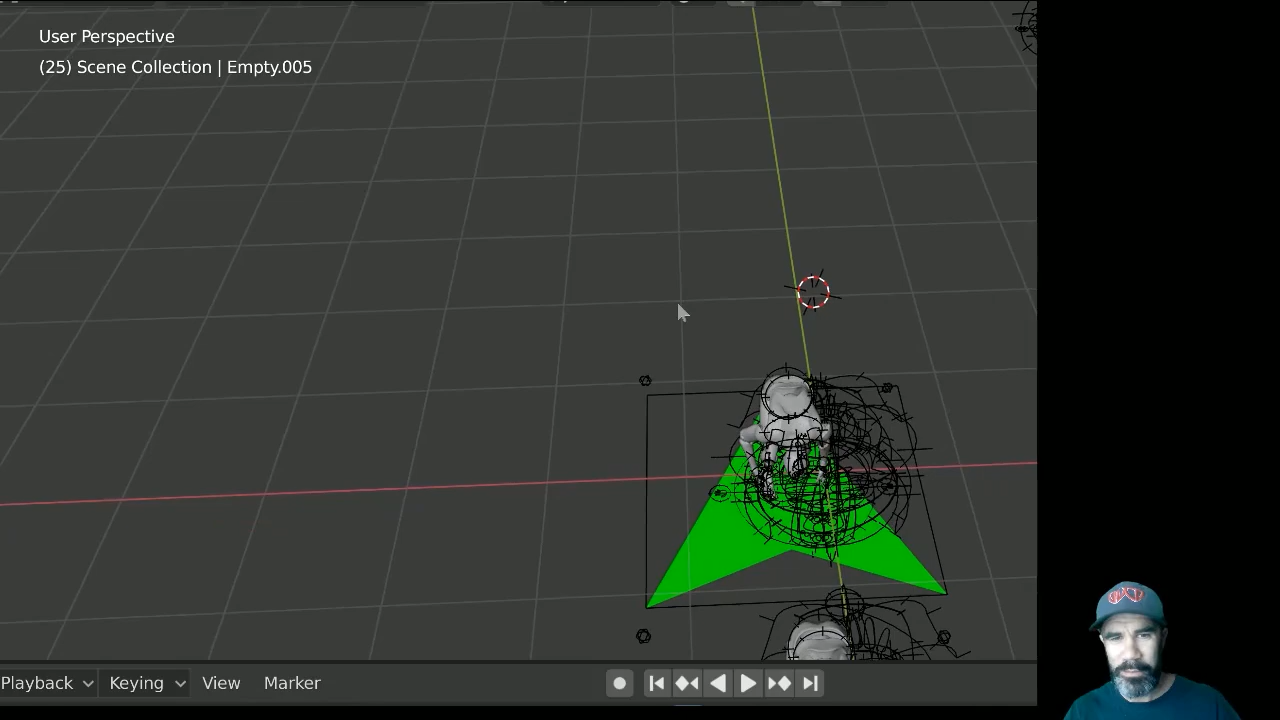 User Perspective
(25) Scene Collection | Empty.005
Playback Keying View Marker